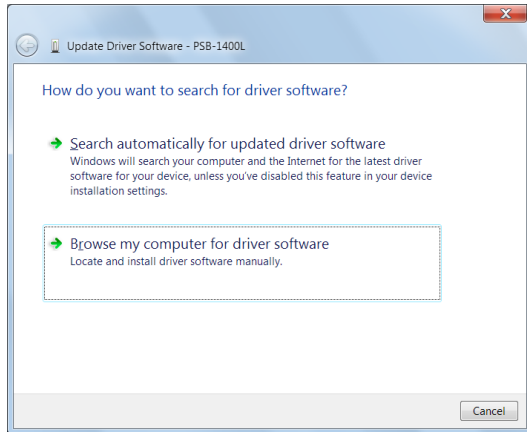 Update Driver Software - PSB-1400L
How do you want to search for driver software?
Search automatically for updated driver software
Windows will search your computer and the Internet for the latest driver
software for your device, unless you've disabled this feature in your device
installation settings.
Browse my computer for driver software
Locate and install driver software manually.
Cancel